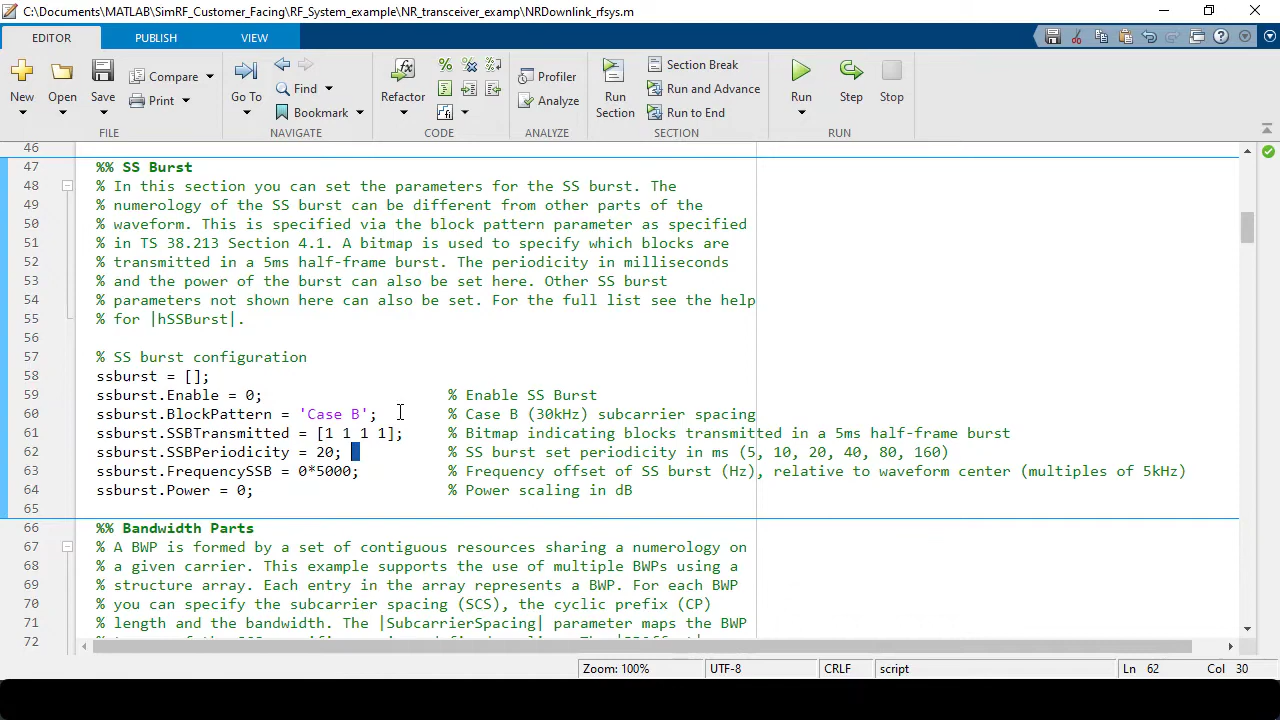 C:\Documents\MATLAB\SimRF_Customer_Facing\RF_System_example\NR_transceiver_examp\NRDownlink_rfsys.m
EDITOR PUBLISH VIEW
New Open Save Compare Print Go To Find Bookmark Refactor Profiler Analyze Run Section Section Break Run and Advance Run to End Run Step Stop
FILE NAVIGATE CODE ANALYZE SECTION RUN
46
47 %% SS Burst
48 % In this section you can set the parameters for the SS burst. The
49 % numerology of the SS burst can be different from other parts of the
50 % waveform. This is specified via the block pattern parameter as specified
51 % in TS 38.213 Section 4.1. A bitmap is used to specify which blocks are
52 % transmitted in a 5ms half-frame burst. The periodicity in milliseconds
53 % and the power of the burst can also be set here. Other SS burst
54 % parameters not shown here can also be set. For the full list see the help
55 % for |hSSBurst|.
56
57 % SS burst configuration
58 ssburst = [];
59 ssburst.Enable = 0; % Enable SS Burst
60 ssburst.BlockPattern = 'Case B'; % Case B (30kHz) subcarrier spacing
61 ssburst.SSBTransmitted = [1 1 1 1]; % Bitmap indicating blocks transmitted in a 5ms half-frame burst
62 ssburst.SSBPeriodicity = 20; % SS burst set periodicity in ms (5, 10, 20, 40, 80, 160)
63 ssburst.FrequencySSB = 0*5000; % Frequency offset of SS burst (Hz), relative to waveform center (multiples of 5kHz)
64 ssburst.Power = 0; % Power scaling in dB
65
66 %% Bandwidth Parts
67 % A BWP is formed by a set of contiguous resources sharing a numerology on
68 % a given carrier. This example supports the use of multiple BWPs using a
69 % structure array. Each entry in the array represents a BWP. For each BWP
70 % you can specify the subcarrier spacing (SCS), the cyclic prefix (CP)
71 % length and the bandwidth. The |SubcarrierSpacing| parameter maps the BWP
72
Zoom: 100% UTF-8 CRLF script Ln 62 Col 30